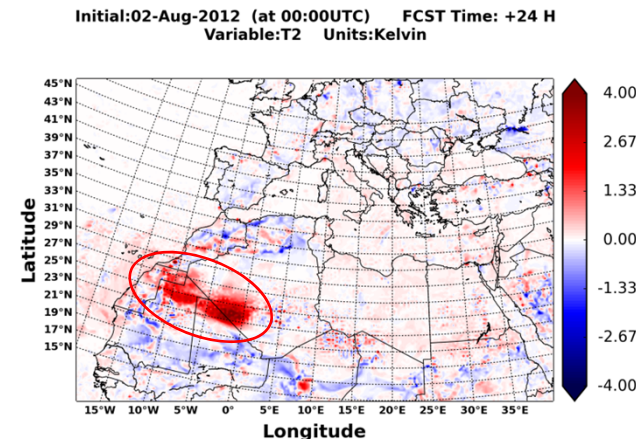 Initial:02-Aug-2012 (at 00:00UTC) FCST Time: +24 H
Variable:T2 Units:Kelvin
45°N
43°N
41°N
39°N
37°N
35°N
33°N
31°N
29°N
27°N
25°N
23°N
21°N
19°N
17°N
15°N
Latitude
15°W 10°W 5°W 0° 5°E 10°E 15°E 20°E 25°E 30°E 35°E
Longitude
4.00
2.67
1.33
0.00
-1.33
-2.67
-4.00